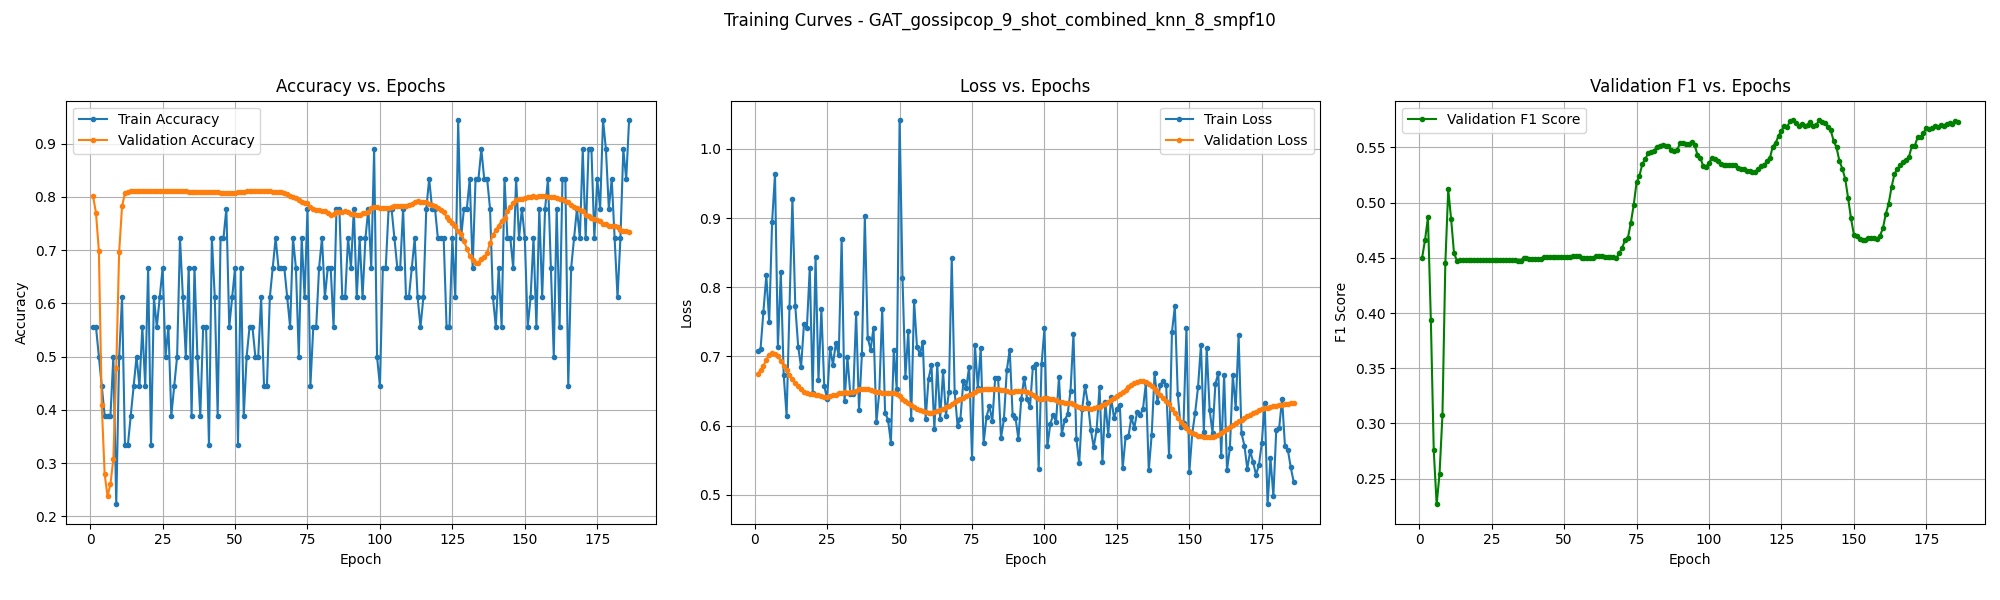 Training Curves - GAT_gossipcop_9_shot_combined_knn_8_smpf10
Accuracy vs. Epochs
Train Accuracy
Validation Accuracy
Accuracy
0.9
0.8
0.7
0.6
0.5
0.4
0.3
0.2
0 25 50 75 100 125 150 175
Epoch
Loss vs. Epochs
Train Loss
Validation Loss
Loss
1.0
0.9
0.8
0.7
0.6
0.5
0 25 50 75 100 125 150 175
Epoch
Validation F1 vs. Epochs
Validation F1 Score
F1 Score
0.55
0.50
0.45
0.40
0.35
0.30
0.25
0 25 50 75 100 125 150 175
Epoch